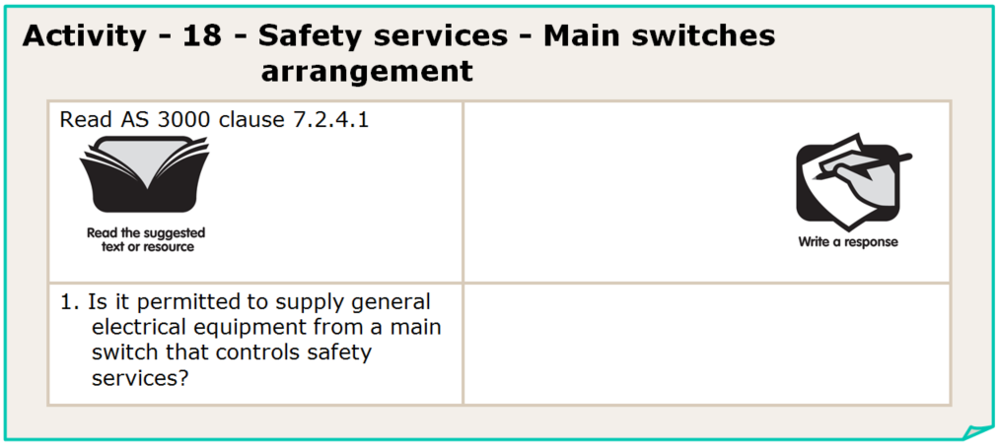 Activity - 18 - Safety services - Main switches
arrangement
Read AS 3000 clause 7.2.4.1
Read the suggested
text or resource
Write a response
1. Is it permitted to supply general
electrical equipment from a main
switch that controls safety
services?